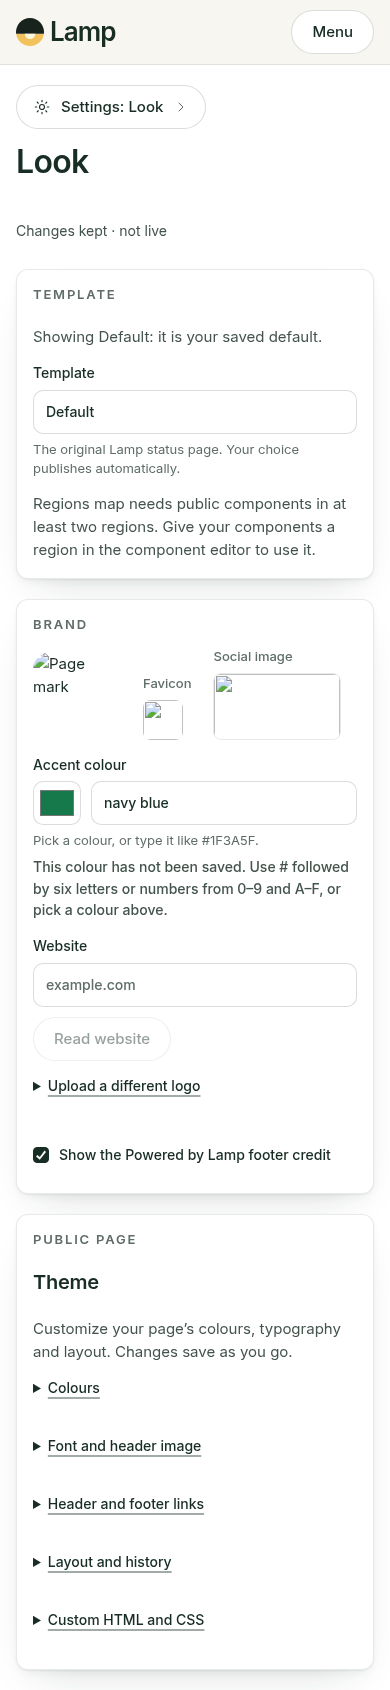 Lamp
Menu
Settings: Look
Look
Changes kept · not live
TEMPLATE
Showing Default: it is your saved default.
Template
Default
The original Lamp status page. Your choice
publishes automatically.
Regions map needs public components in at
least two regions. Give your components a
region in the component editor to use it.
BRAND
Page
mark
Favicon
Social image
Accent colour
navy blue
Pick a colour, or type it like #1F3A5F.
This colour has not been saved. Use # followed
by six letters or numbers from 0–9 and A–F, or
pick a colour above.
Website
example.com
Read website
Upload a different logo
Show the Powered by Lamp footer credit
PUBLIC PAGE
Theme
Customize your page’s colours, typography
and layout. Changes save as you go.
Colours
Font and header image
Header and footer links
Layout and history
Custom HTML and CSS